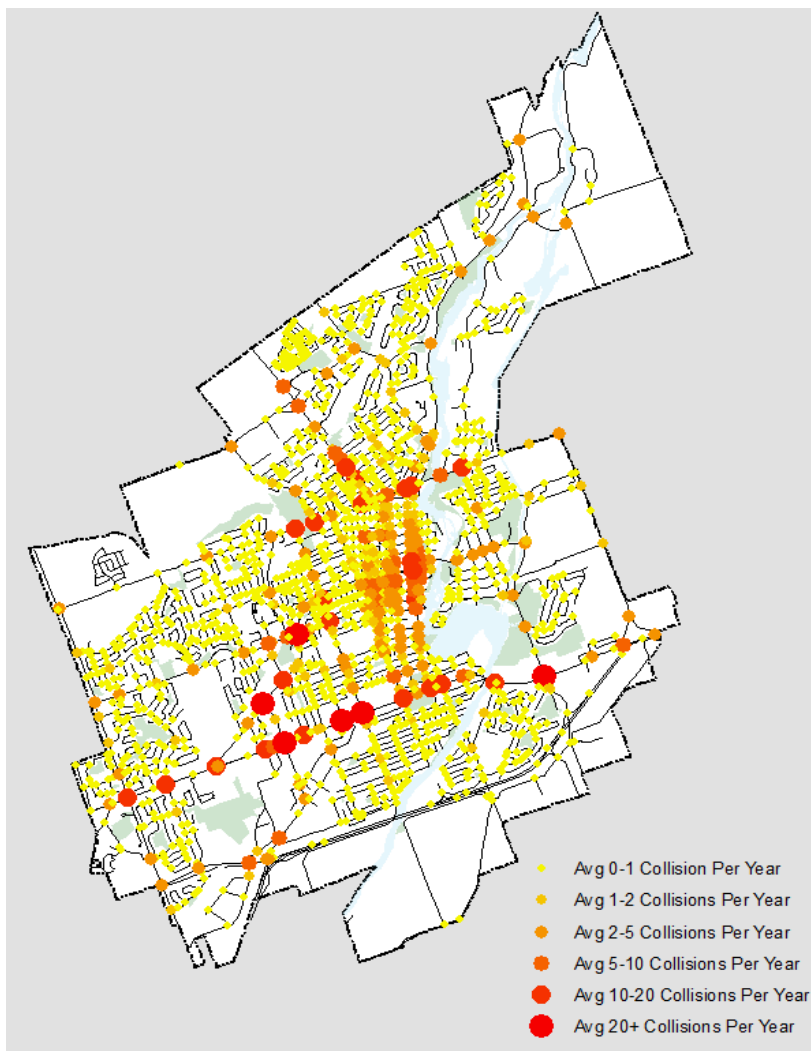 Avg 0-1 Collision Per Year
Avg 1-2 Collisions Per Year
Avg 2-5 Collisions Per Year
Avg 5-10 Collisions Per Year
Avg 10-20 Collisions Per Year
Avg 20+ Collisions Per Year